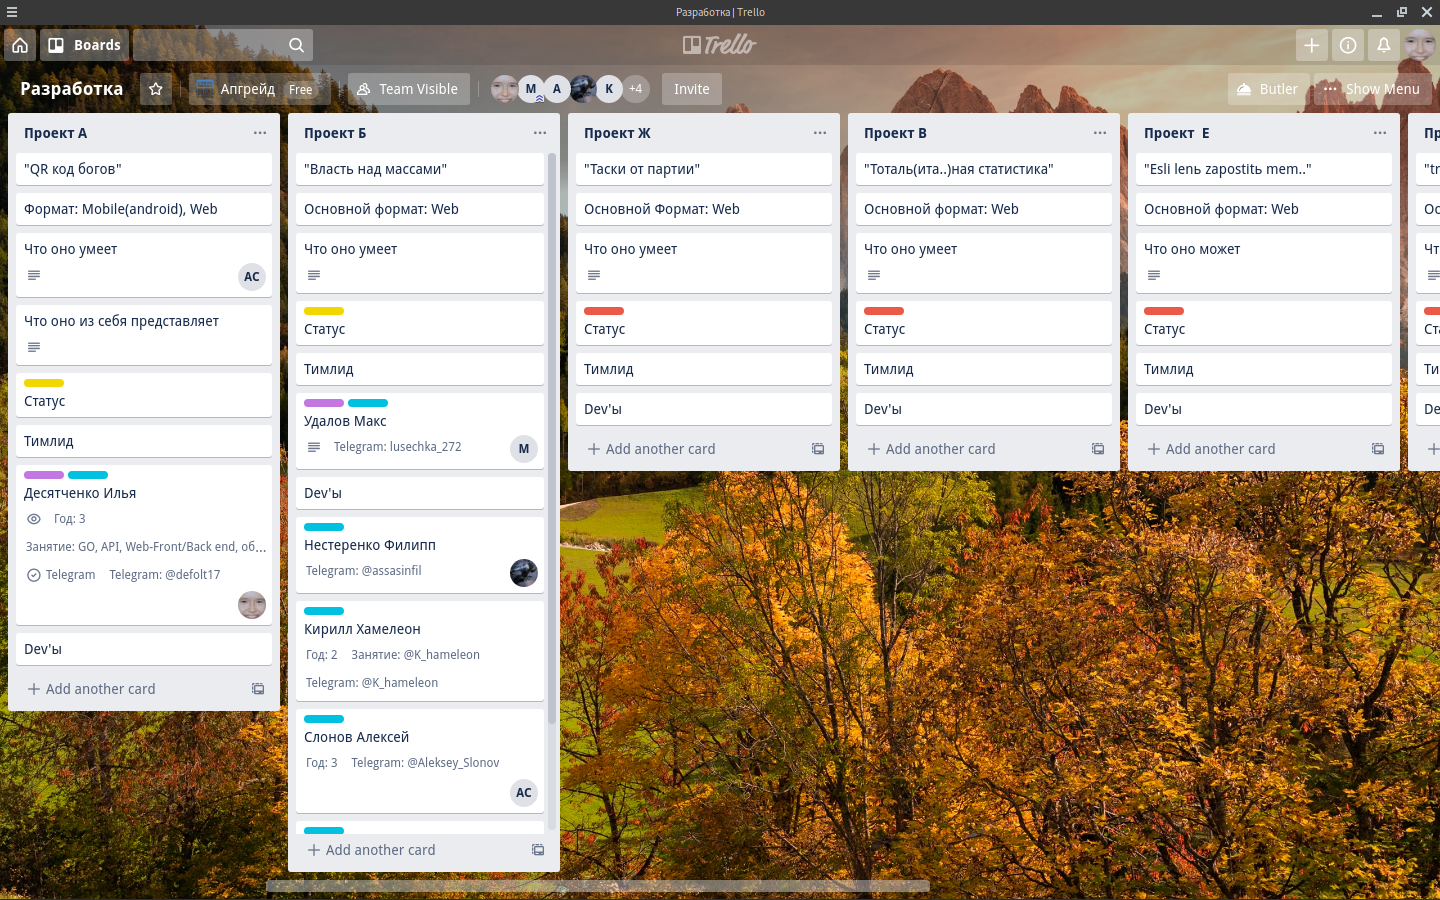 Разработка | Trello
Boards
Trello
Разработка
Апгрейд Free
Team Visible
M A K +4
Invite
Butler
Show Menu
Проект А
"QR код богов"
Формат: Mobile(android), Web
Что оно умеет
AC
Что оно из себя представляет
Статус
Тимлид
Десятченко Илья
Год: 3
Занятие: GO, API, Web-Front/Back end, об...
Telegram Telegram: @defolt17
Dev'ы
Add another card
Проект Б
"Власть над массами"
Основной формат: Web
Что оно умеет
Статус
Тимлид
Удалов Макс
Telegram: lusechka_272
M
Dev'ы
Нестеренко Филипп
Telegram: @assasinfil
Кирилл Хамелеон
Год: 2 Занятие: @K_hameleon
Telegram: @K_hameleon
Слонов Алексей
Год: 3 Telegram: @Aleksey_Slonov
AC
Add another card
Проект Ж
"Таски от партии"
Основной Формат: Web
Что оно умеет
Статус
Тимлид
Dev'ы
Add another card
Проект В
"Тоталь(ита..)ная статистика"
Основной формат: Web
Что оно умеет
Статус
Тимлид
Dev'ы
Add another card
Проект Е
"Esli lenь zapostitь mem.."
Основной формат: Web
Что оно может
Статус
Тимлид
Dev'ы
Add another card